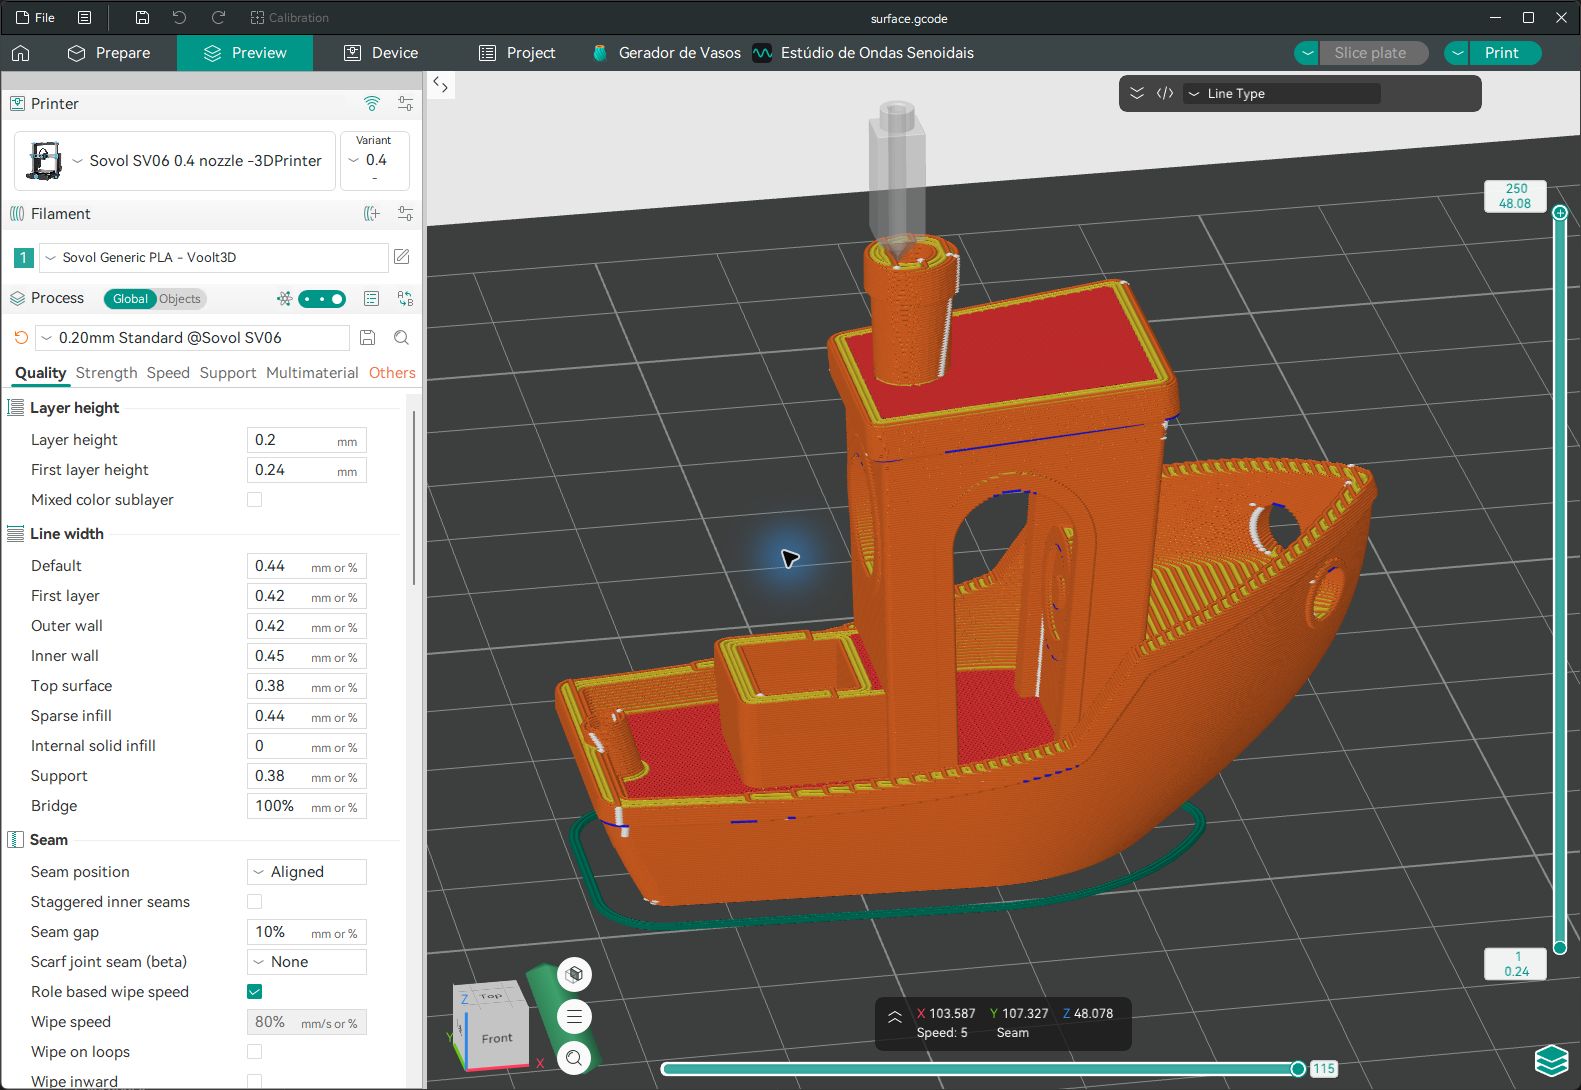 File
Calibration
surface.gcode
Prepare
Preview
Device
Project
Gerador de Vasos
Estúdio de Ondas Senoidais
Slice plate
Print
Printer
Sovol SV06 0.4 nozzle -3DPrinter
Variant
0.4
-
Filament
1
Sovol Generic PLA - Voolt3D
Process
Global
Objects
A B
0.20mm Standard @Sovol SV06
Quality
Strength
Speed
Support
Multimaterial
Others
Layer height
Layer height 0.2 mm
First layer height 0.24 mm
Mixed color sublayer
Line width
Default 0.44 mm or %
First layer 0.42 mm or %
Outer wall 0.42 mm or %
Inner wall 0.45 mm or %
Top surface 0.38 mm or %
Sparse infill 0.44 mm or %
Internal solid infill 0 mm or %
Support 0.38 mm or %
Bridge 100% mm or %
Seam
Seam position Aligned
Staggered inner seams
Seam gap 10% mm or %
Scarf joint seam (beta) None
Role based wipe speed
Wipe speed 80% mm/s or %
Wipe on loops
Wipe inward
Line Type
250
48.08
1
0.24
Top
Front
Z
Y
X
X 103.587 Y 107.327 Z 48.078
Speed: 5 Seam
115